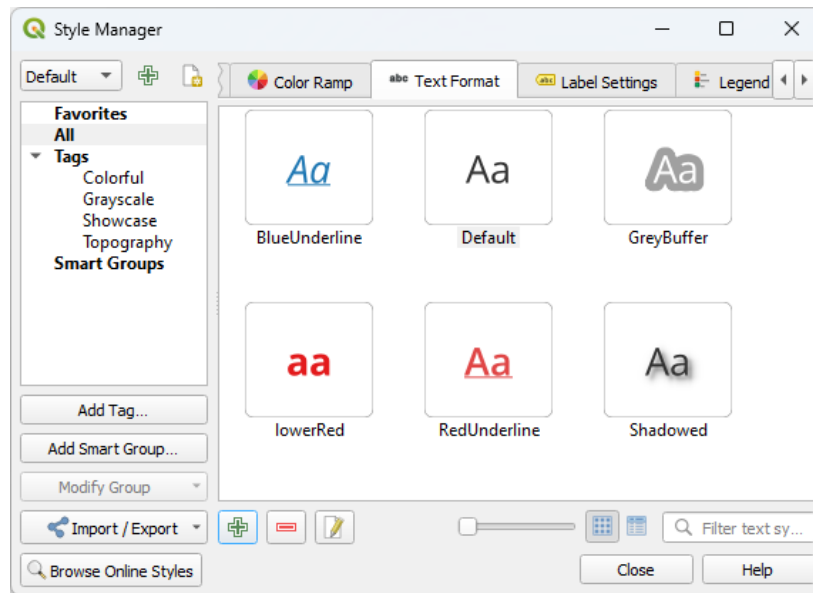 Style Manager
Default
Color Ramp
abc Text Format
abc Label Settings
Legend
Favorites
All
Tags
Colorful
Grayscale
Showcase
Topography
Smart Groups
Aa
Aa
Aa
BlueUnderline
Default
GreyBuffer
aa
Aa
Aa
lowerRed
RedUnderline
Shadowed
Add Tag...
Add Smart Group...
Modify Group
Import / Export
Filter text sy...
Browse Online Styles
Close
Help